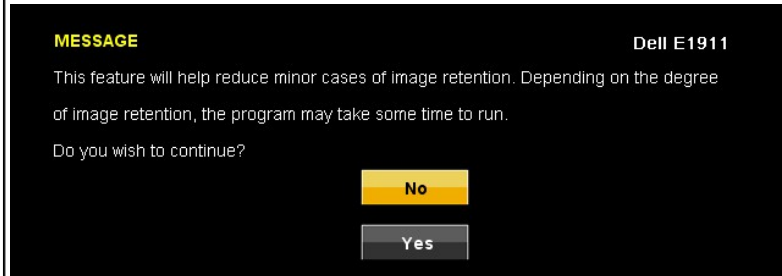 MESSAGE Dell E1911
This feature will help reduce minor cases of image retention. Depending on the degree
of image retention, the program may take some time to run.
Do you wish to continue?
No
Yes